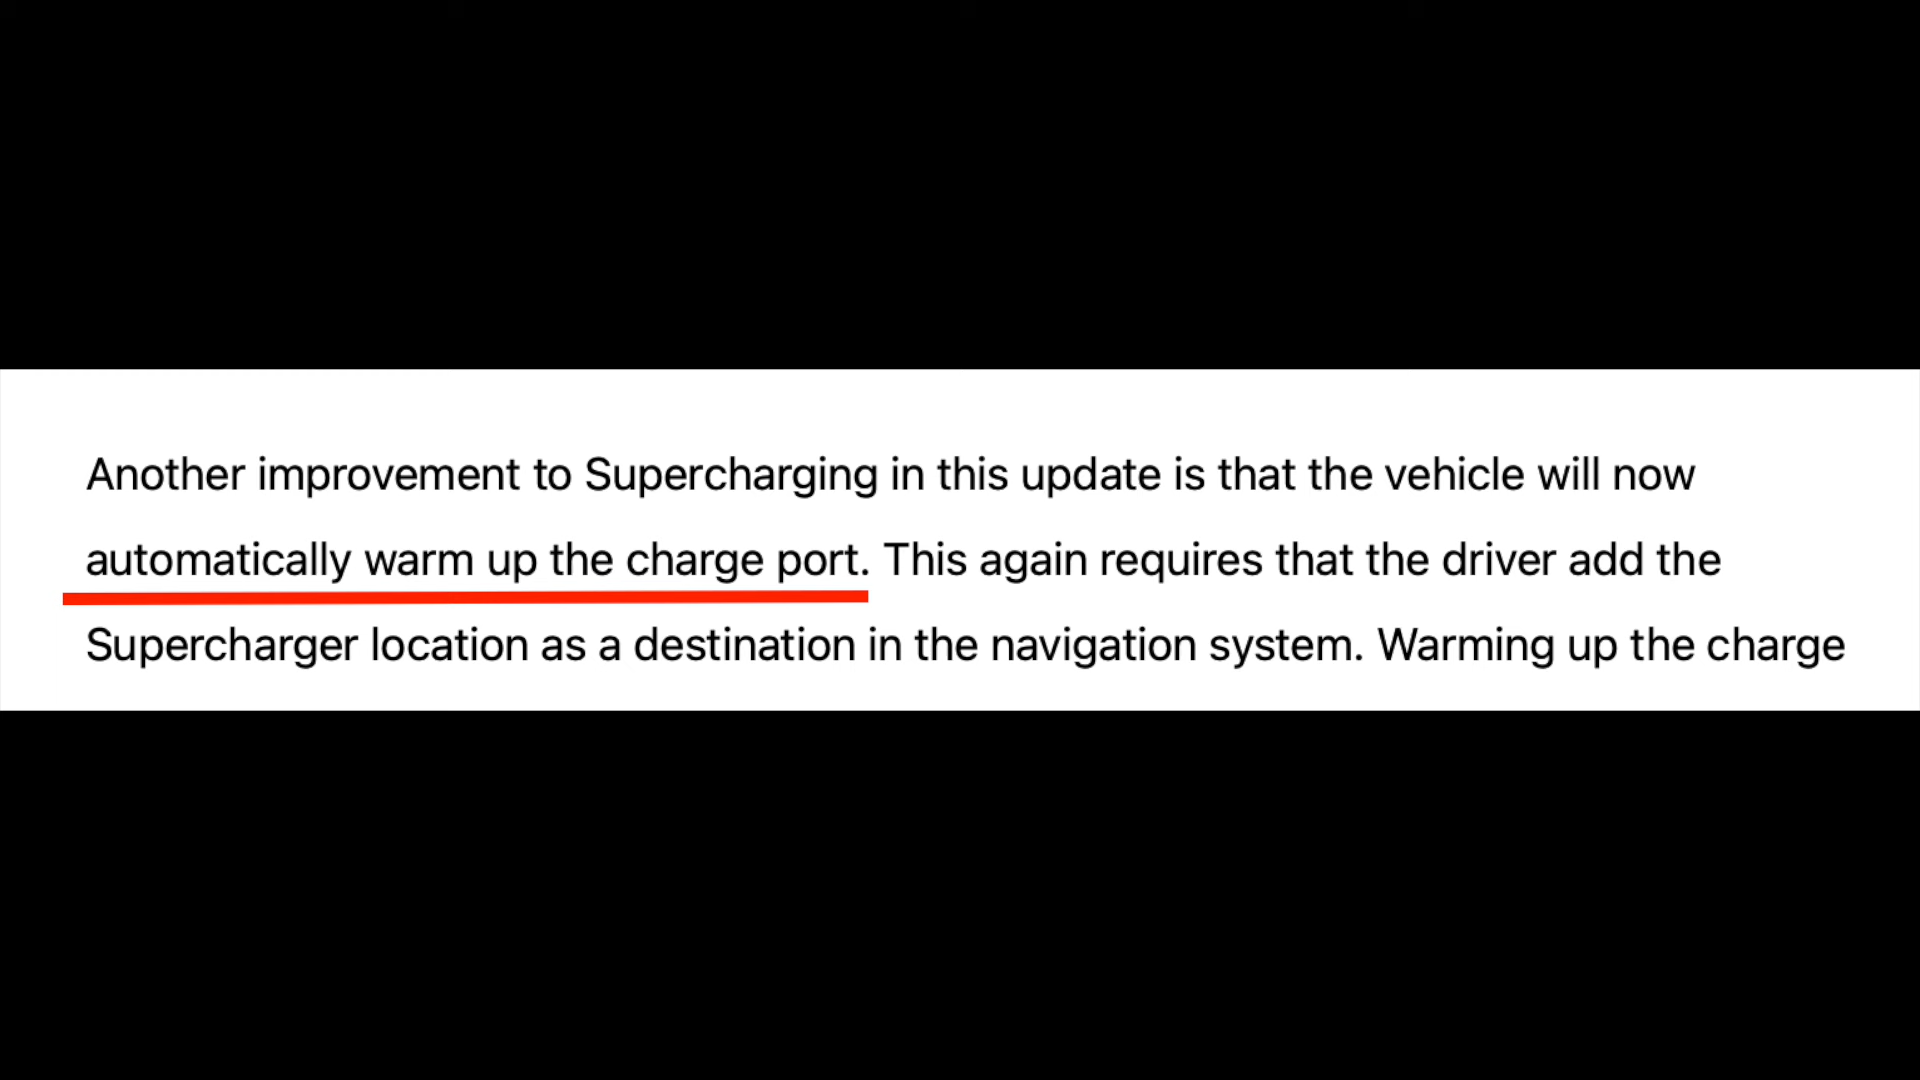 Another improvement to Supercharging in this update is that the vehicle will now
automatically warm up the charge port. This again requires that the driver add the
Supercharger location as a destination in the navigation system. Warming up the charge